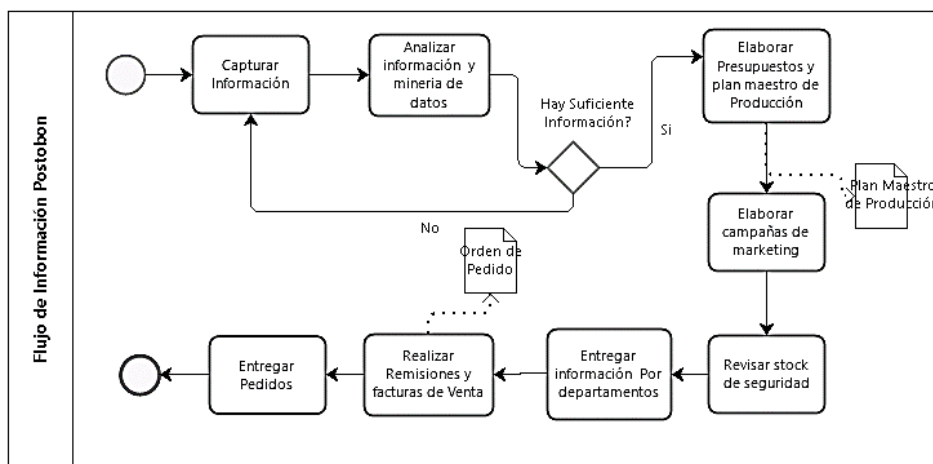 Flujo de Información Postobon
Capturar
Información
Analizar
información y
mineria de
datos
Hay Suficiente
Información?
Si
No
Elaborar
Presupuestos y
plan maestro de
Producción
Plan Maestro
de Producción
Elaborar
campañas de
marketing
Revisar stock
de seguridad
Entregar
información Por
departamentos
Orden de
Pedido
Realizar
Remisiones y
facturas de Venta
Entregar
Pedidos